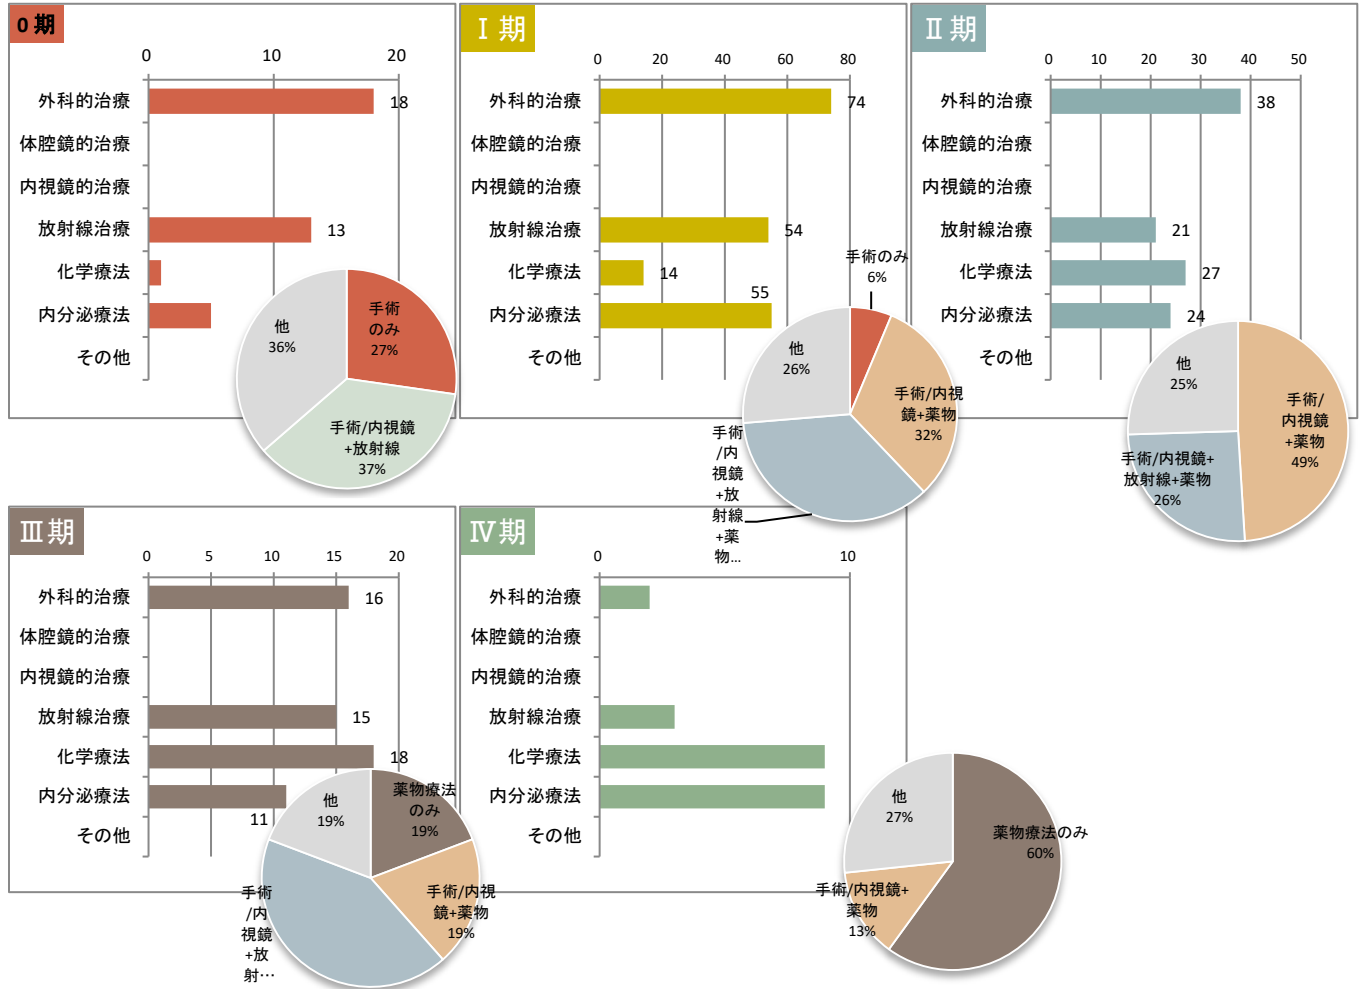 0期
0 10 20
外科的治療 18
体腔鏡的治療
内視鏡的治療
放射線治療 13
化学療法
内分泌療法
その他
手術
のみ
27%
手術/内視鏡
+放射線
37%
他
36%
Ⅰ期
0 20 40 60 80
外科的治療 74
体腔鏡的治療
内視鏡的治療
放射線治療 54
化学療法 14
内分泌療法 55
その他
手術のみ
6%
手術/内視
鏡+薬物
32%
手術
/内
視鏡
+放
射線
+薬
物…
他
26%
Ⅱ期
0 10 20 30 40 50
外科的治療 38
体腔鏡的治療
内視鏡的治療
放射線治療 21
化学療法 27
内分泌療法 24
その他
手術/
内視鏡
+薬物
49%
手術/内視鏡+
放射線+薬物
26%
他
25%
Ⅲ期
0 5 10 15 20
外科的治療 16
体腔鏡的治療
内視鏡的治療
放射線治療 15
化学療法 18
内分泌療法 11
その他
薬物療法
のみ
19%
手術/内視
鏡+薬物
19%
手術
/内
視鏡
+放
射…
他
19%
Ⅳ期
0 10
外科的治療
体腔鏡的治療
内視鏡的治療
放射線治療
化学療法
内分泌療法
その他
薬物療法のみ
60%
手術/内視鏡+
薬物
13%
他
27%